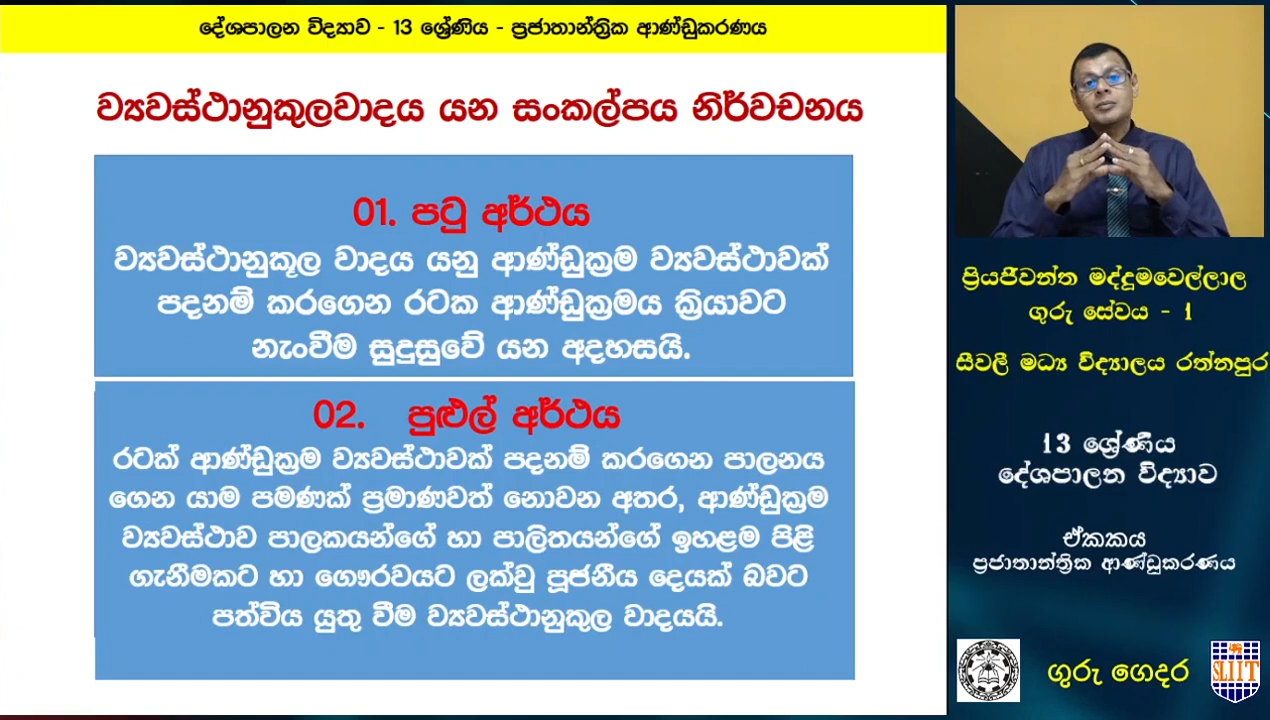 දේශපාලන විද්‍යාව - 13 ශ්‍රේණිය - ප්‍රජාතාන්ත්‍රික ආණ්ඩුකරණය
ව්‍යවස්ථානුකුලවාදය යන සංකල්පය නිර්වචනය
01. පටු අර්ථය
ව්‍යවස්ථානුකූල වාදය යනු ආණ්ඩුක්‍රම ව්‍යවස්ථාවක්
පදනම් කරගෙන රටක ආණ්ඩුක්‍රමය ක්‍රියාවට
නැංවීම සුදුසුවේ යන අදහසයි.
02. පුළුල් අර්ථය
රටක් ආණ්ඩුක්‍රම ව්‍යවස්ථාවක් පදනම් කරගෙන පාලනය
ගෙන යාම පමණක් ප්‍රමාණවත් නොවන අතර, ආණ්ඩුක්‍රම
ව්‍යවස්ථාව පාලකයන්ගේ හා පාලිතයන්ගේ ඉහළම පිළි
ගැනීමකට හා ගෞරවයට ලක්වු පූජනීය දෙයක් බවට
පත්විය යුතු වීම ව්‍යවස්ථානුකුල වාදයයි.
ප්‍රියජීවන්ත මද්දුමවෙල්ලාල
ගුරු සේවය - 1
සීවලී මධ්‍ය විද්‍යාලය රත්නපුර
13 ශ්‍රේණිය
දේශපාලන විද්‍යාව
ඒකකය
ප්‍රජාතාන්ත්‍රික ආණ්ඩුකරණය
ගුරු ගෙදර
SLIIT